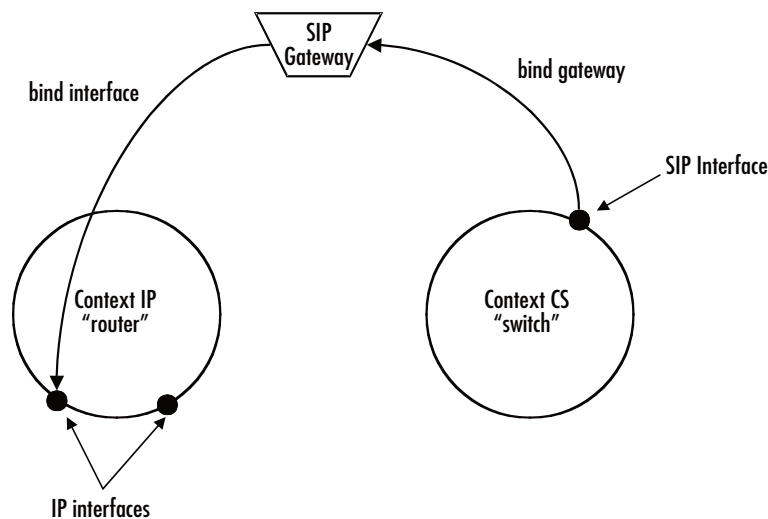 SIP
Gateway
bind interface
bind gateway
SIP Interface
Context IP
“router”
Context CS
“switch”
IP interfaces